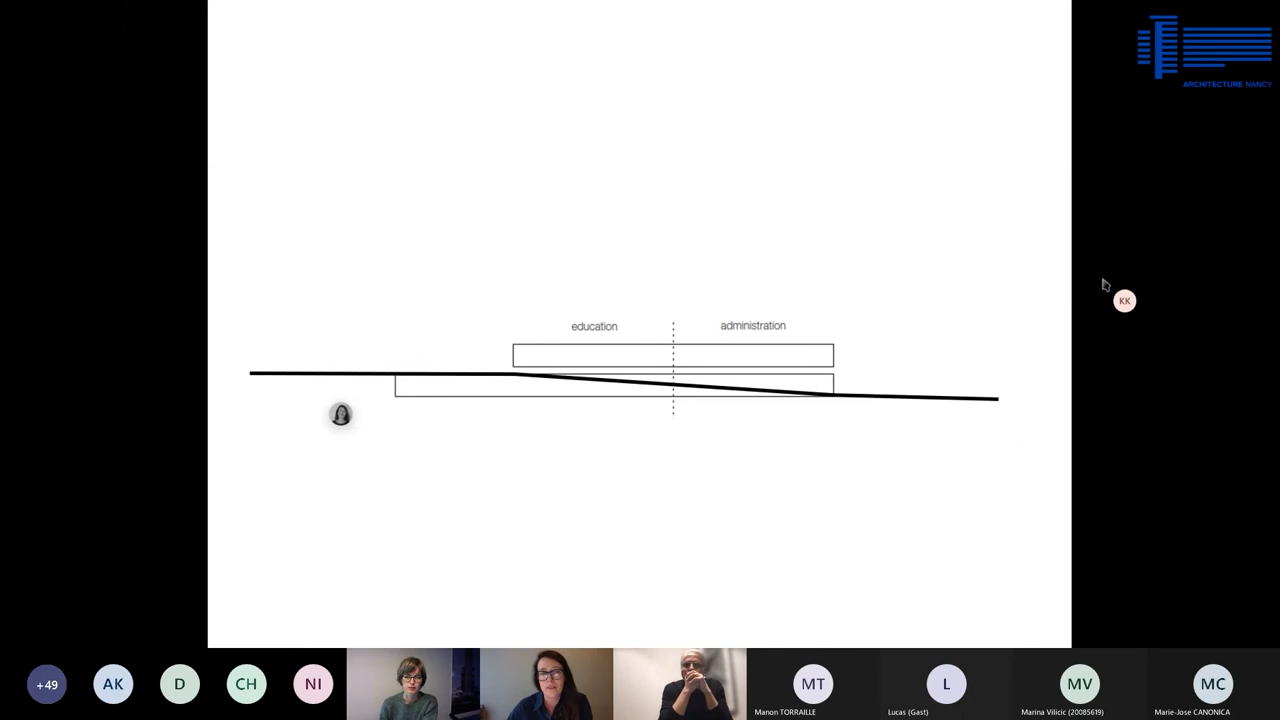 ARCHITECTURE NANCY
KK
education
administration
+49
AK
D
CH
NI
MT
Manon TORRAILLE
L
Lucas (Gast)
MV
Marina Vilicic (20085619)
MC
Marie-Jose CANONICA